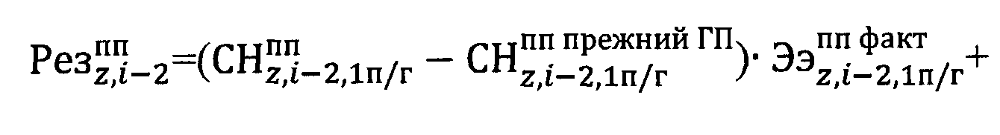 Рез^{пп}_{z,i−2}=(СН^{пп}_{z,i−2,1п/г} − СН^{пп прежний ГП}_{z,i−2,1п/г})· Ээ^{пп факт}_{z,i−2,1п/г}+